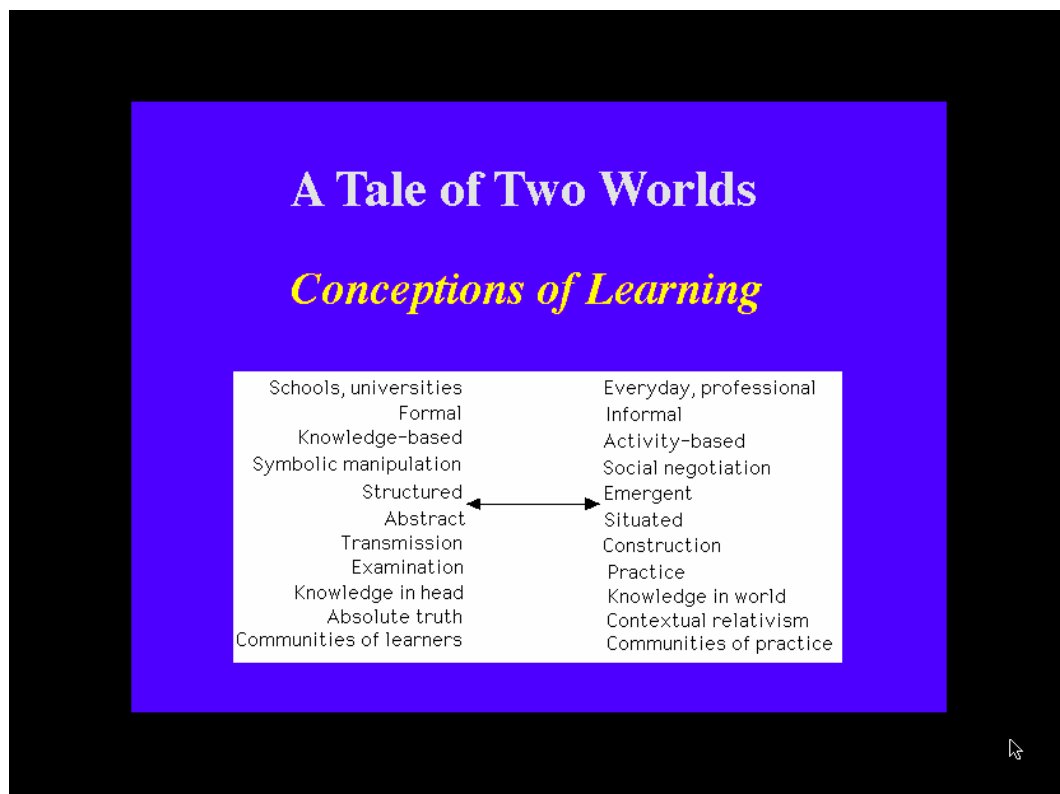 A Tale of Two Worlds
Conceptions of Learning
Schools, universities Everyday, professional
Formal Informal
Knowledge-based Activity-based
Symbolic manipulation Social negotiation
Structured Emergent
Abstract Situated
Transmission Construction
Examination Practice
Knowledge in head Knowledge in world
Absolute truth Contextual relativism
Communities of learners Communities of practice